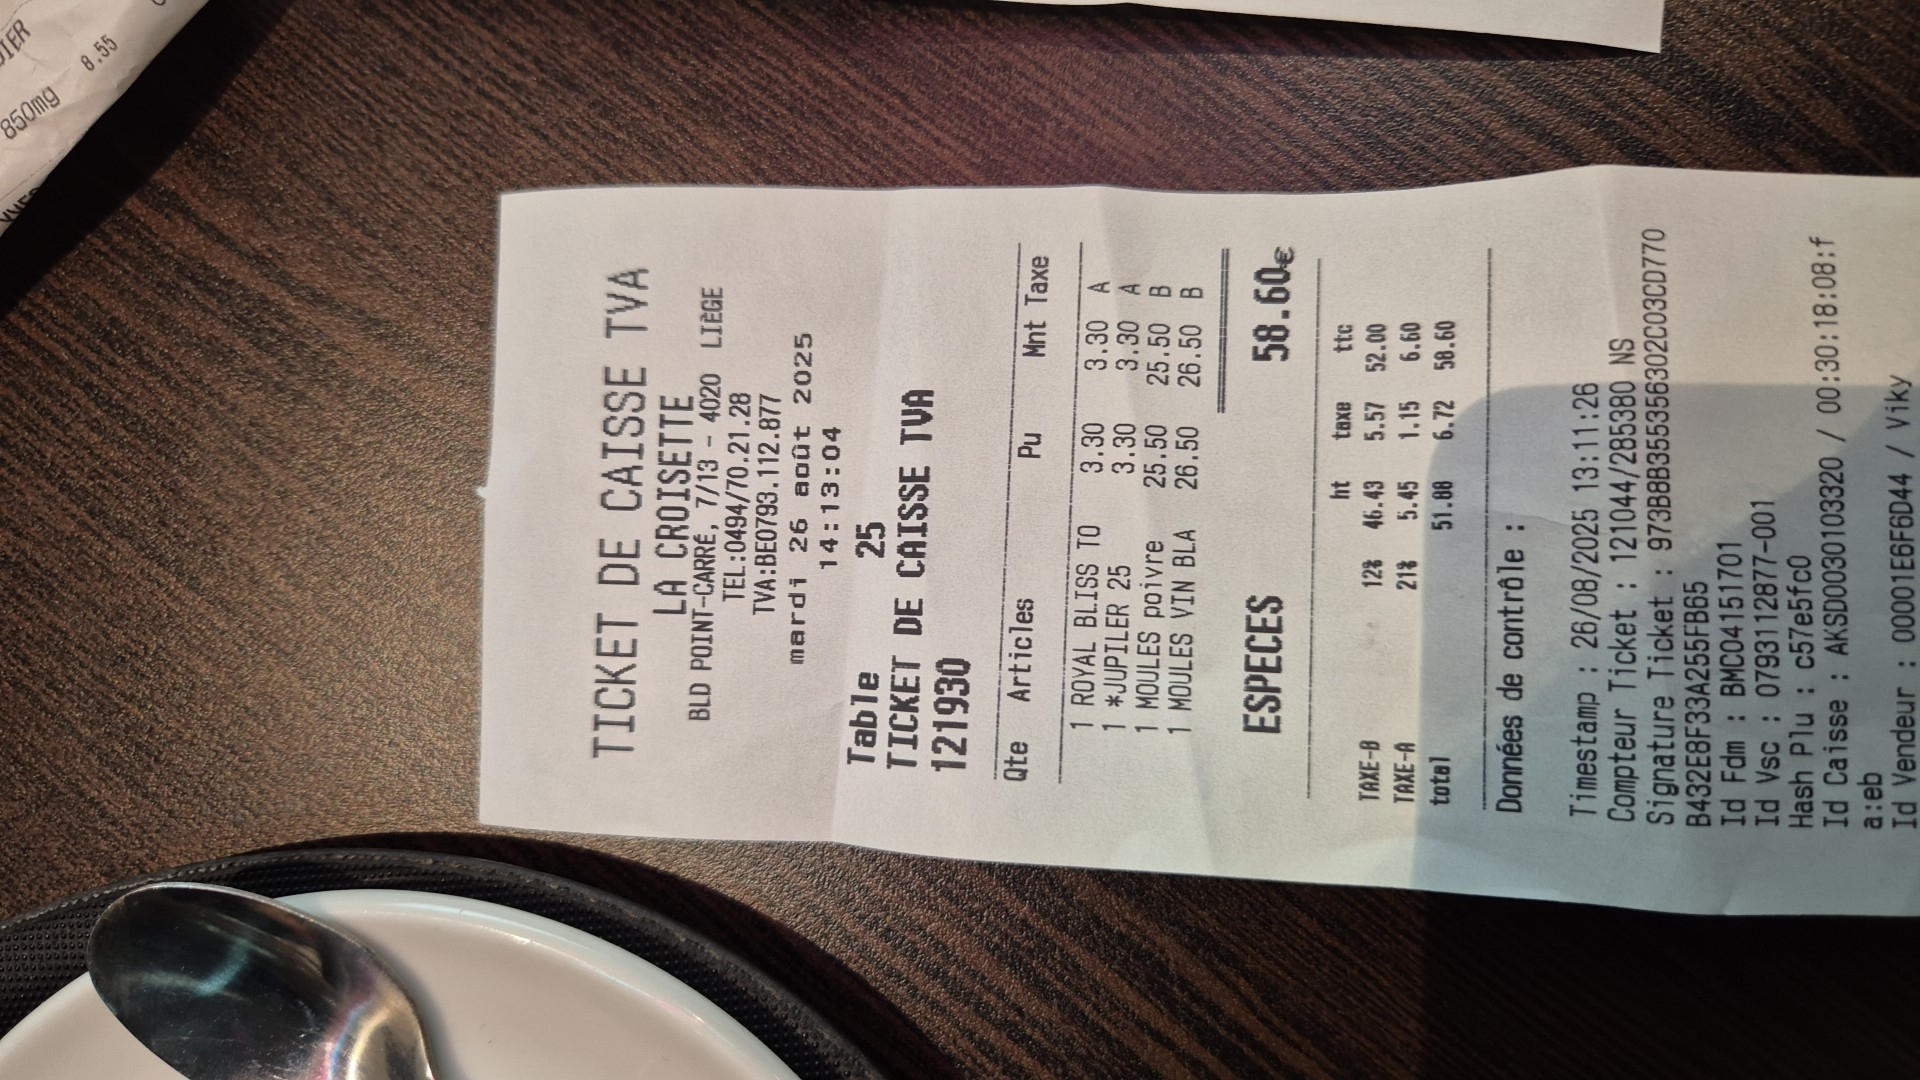 TICKET DE CAISSE TVA
LA CROISETTE
BLD POINT-CARRÉ, 7/13 - 4020 LIÈGE
TEL:0494/70.21.28
TVA:BE0793.112.877
mardi 26 août 2025
14:13:04
Table 25
TICKET DE CAISSE TVA
121930
Qte Articles Pu Mnt Taxe
1 ROYAL BLISS TO 3.30 3.30 A
1 *JUPILER 25 3.30 3.30 A
1 MOULES poivre 25.50 25.50 B
1 MOULES VIN BLA 26.50 26.50 B
ESPECES 58.60€
ht taxe ttc
TAXE-B 12% 46.43 5.57 52.00
TAXE-A 21% 5.45 1.15 6.60
total 51.88 6.72 58.60
Données de contrôle :
Timestamp : 26/08/2025 13:11:26
Compteur Ticket : 121044/285380 NS
Signature Ticket : 973B8B3555356302C03CD770
B432E8F33A255FB65
Id Fdm : BMC04151701
Id Vsc : 0793112877-001
Hash Plu : c57e5fc0
Id Caisse : AKSD00030103320 / 00:30:18:08:f
a:eb
Id Vendeur : 00001E6F6D44 / Viky
850mg 8.55